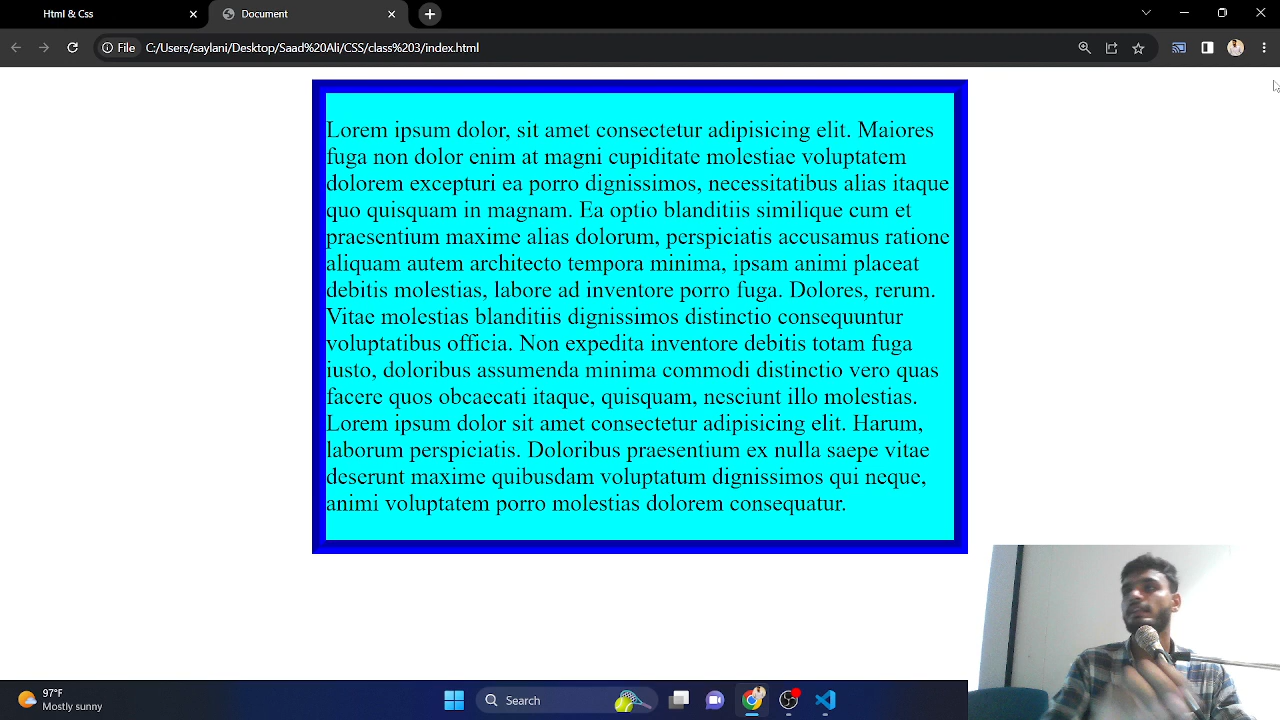 Html & Css
Document
File
C:/Users/saylani/Desktop/Saad%20Ali/CSS/class%203/index.html
Lorem ipsum dolor, sit amet consectetur adipisicing elit. Maiores
fuga non dolor enim at magni cupiditate molestiae voluptatem
dolorem excepturi ea porro dignissimos, necessitatibus alias itaque
quo quisquam in magnam. Ea optio blanditiis similique cum et
praesentium maxime alias dolorum, perspiciatis accusamus ratione
aliquam autem architecto tempora minima, ipsam animi placeat
debitis molestias, labore ad inventore porro fuga. Dolores, rerum.
Vitae molestias blanditiis dignissimos distinctio consequuntur
voluptatibus officia. Non expedita inventore debitis totam fuga
iusto, doloribus assumenda minima commodi distinctio vero quas
facere quos obcaecati itaque, quisquam, nesciunt illo molestias.
Lorem ipsum dolor sit amet consectetur adipisicing elit. Harum,
laborum perspiciatis. Doloribus praesentium ex nulla saepe vitae
deserunt maxime quibusdam voluptatum dignissimos qui neque,
animi voluptatem porro molestias dolorem consequatur.
97°F
Mostly sunny
Search